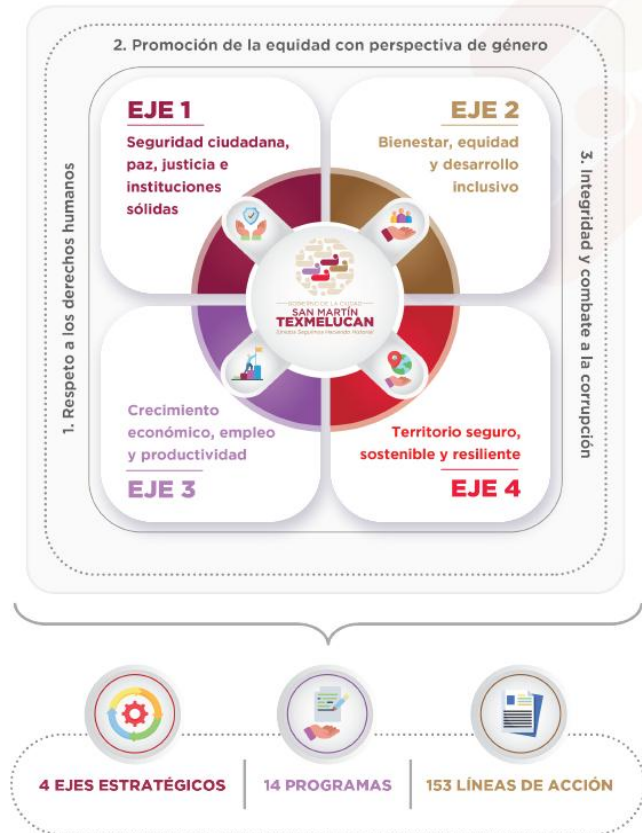 2. Promoción de la equidad con perspectiva de género
1. Respeto a los derechos humanos
3. Integridad y combate a la corrupción
EJE 1
Seguridad ciudadana,
paz, justicia e
instituciones
sólidas
EJE 2
Bienestar, equidad
y desarrollo
inclusivo
GOBIERNO DE LA CIUDAD
SAN MARTÍN
TEXMELUCAN
Crecimiento
económico, empleo
y productividad
EJE 3
Territorio seguro,
sostenible y resiliente
EJE 4
4 EJES ESTRATÉGICOS
14 PROGRAMAS
153 LÍNEAS DE ACCIÓN